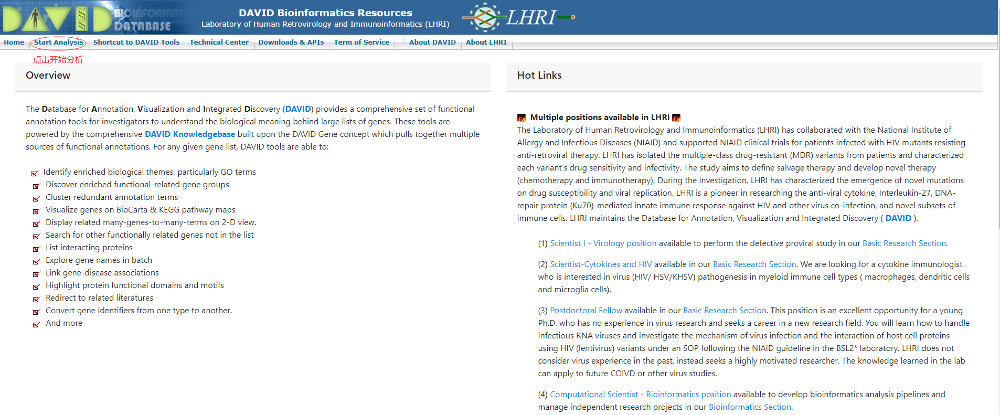 DAVID BIOINFORMATICS
DATABASE
DAVID Bioinformatics Resources
Laboratory of Human Retrovirology and Immunoinformatics (LHRI)
LHRI
Home Start Analysis Shortcut to DAVID Tools Technical Center Downloads & APIs Term of Service About DAVID About LHRI
点击开始分析
Overview
The Database for Annotation, Visualization and Integrated Discovery (DAVID) provides a comprehensive set of functional
annotation tools for investigators to understand the biological meaning behind large lists of genes. These tools are
powered by the comprehensive DAVID Knowledgebase built upon the DAVID Gene concept which pulls together multiple
sources of functional annotations. For any given gene list, DAVID tools are able to:
Identify enriched biological themes, particularly GO terms
Discover enriched functional-related gene groups
Cluster redundant annotation terms
Visualize genes on BioCarta & KEGG pathway maps
Display related many-genes-to-many-terms on 2-D view.
Search for other functionally related genes not in the list
List interacting proteins
Explore gene names in batch
Link gene-disease associations
Highlight protein functional domains and motifs
Redirect to related literatures
Convert gene identifiers from one type to another.
And more
Hot Links
Multiple positions available in LHRI
The Laboratory of Human Retrovirology and Immunoinformatics (LHRI) has collaborated with the National Institute of
Allergy and Infectious Diseases (NIAID) and supported NIAID clinical trials for patients infected with HIV mutants resisting
anti-retroviral therapy. LHRI has isolated the multiple-class drug-resistant (MDR) variants from patients and characterized
each variant's drug sensitivity and infectivity. The study aims to define salvage therapy and develop novel therapy
(chemotherapy and immunotherapy). During the investigation, LHRI has characterized the emergence of novel mutations
on drug susceptibility and viral replication. LHRI is a pioneer in researching the anti-viral cytokine, Interleukin-27, DNA-
repair protein (Ku70)-mediated innate immune response against HIV and other virus co-infection, and novel subsets of
immune cells. LHRI maintains the Database for Annotation, Visualization and Integrated Discovery ( DAVID ).
(1) Scientist I - Virology position available to perform the defective proviral study in our Basic Research Section.
(2) Scientist-Cytokines and HIV available in our Basic Research Section. We are looking for a cytokine immunologist
who is interested in virus (HIV/ HSV/KHSV) pathogenesis in myeloid immune cell types ( macrophages, dendritic cells
and microglia cells).
(3) Postdoctoral Fellow available in our Basic Research Section. This position is an excellent opportunity for a young
Ph.D. who has no experience in virus research and seeks a career in a new research field. You will learn how to handle
infectious RNA viruses and investigate the mechanism of virus infection and the interaction of host cell proteins
using HIV (lentivirus) variants under an SOP following the NIAID guideline in the BSL2* laboratory. LHRI does not
consider virus experience in the past, instead seeks a highly motivated researcher. The knowledge learned in the lab
can apply to future COIVD or other virus studies.
(4) Computational Scientist - Bioinformatics position available to develop bioinformatics analysis pipelines and
manage independent research projects in our Bioinformatics Section.